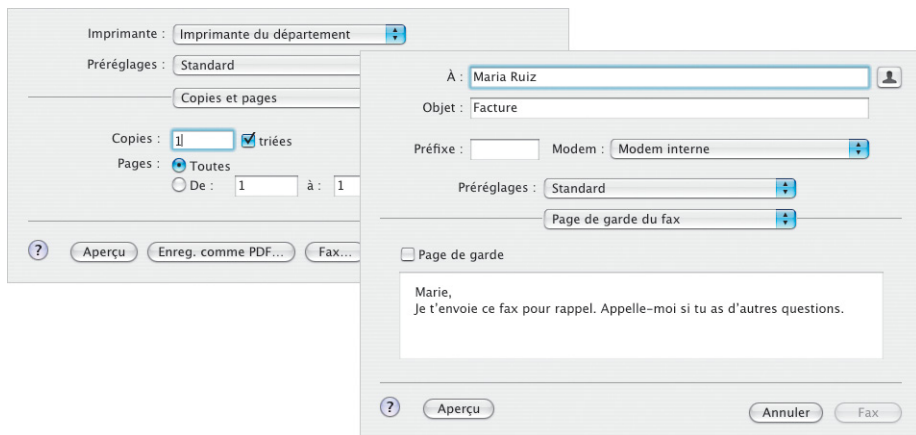 Imprimante : Imprimante du département
Préréglages : Standard
Copies et pages
Copies : 1 triées
Pages : Toutes
De : 1 à : 1
? Aperçu Enreg. comme PDF... Fax...
À : Maria Ruiz
Objet : Facture
Préfixe : Modem : Modem interne
Préréglages : Standard
Page de garde du fax
Page de garde
Marie,
Je t'envoie ce fax pour rappel. Appelle-moi si tu as d'autres questions.
? Aperçu Annuler Fax